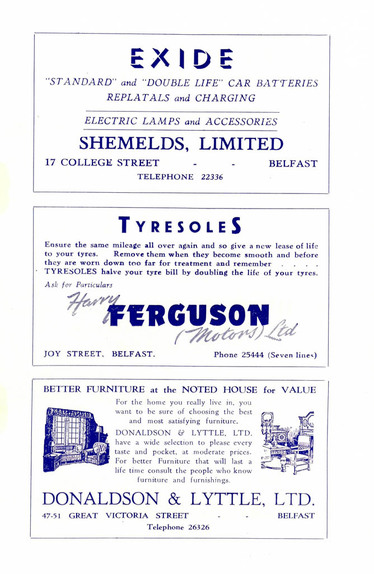 EXIDE
"STANDARD" and "DOUBLE LIFE" CAR BATTERIES
REPLATALS and CHARGING
ELECTRIC LAMPS and ACCESSORIES
SHEMELDS, LIMITED
17 COLLEGE STREET - - BELFAST
TELEPHONE 22336
TYRESOLES
Ensure the same mileage all over again and so give a new lease of life
to your tyres. Remove them when they become smooth and before
they are worn down too far for treatment and remember . . . .
TYRESOLES halve your tyre bill by doubling the life of your tyres.
Ask for Particulars
Harry
FERGUSON
(Motors) Ltd
JOY STREET, BELFAST. Phone 25444 (Seven lines)
BETTER FURNITURE at the NOTED HOUSE for VALUE
For the home you really live in, you
want to be sure of choosing the best
and most satisfying furniture.
DONALDSON & LYTTLE, LTD.
have a wide selection to please every
taste and pocket, at moderate prices.
For better Furniture that will last a
life time consult the people who know
furniture and furnishings.
DONALDSON & LYTTLE, LTD.
47-51 GREAT VICTORIA STREET - - BELFAST
Telephone 26326